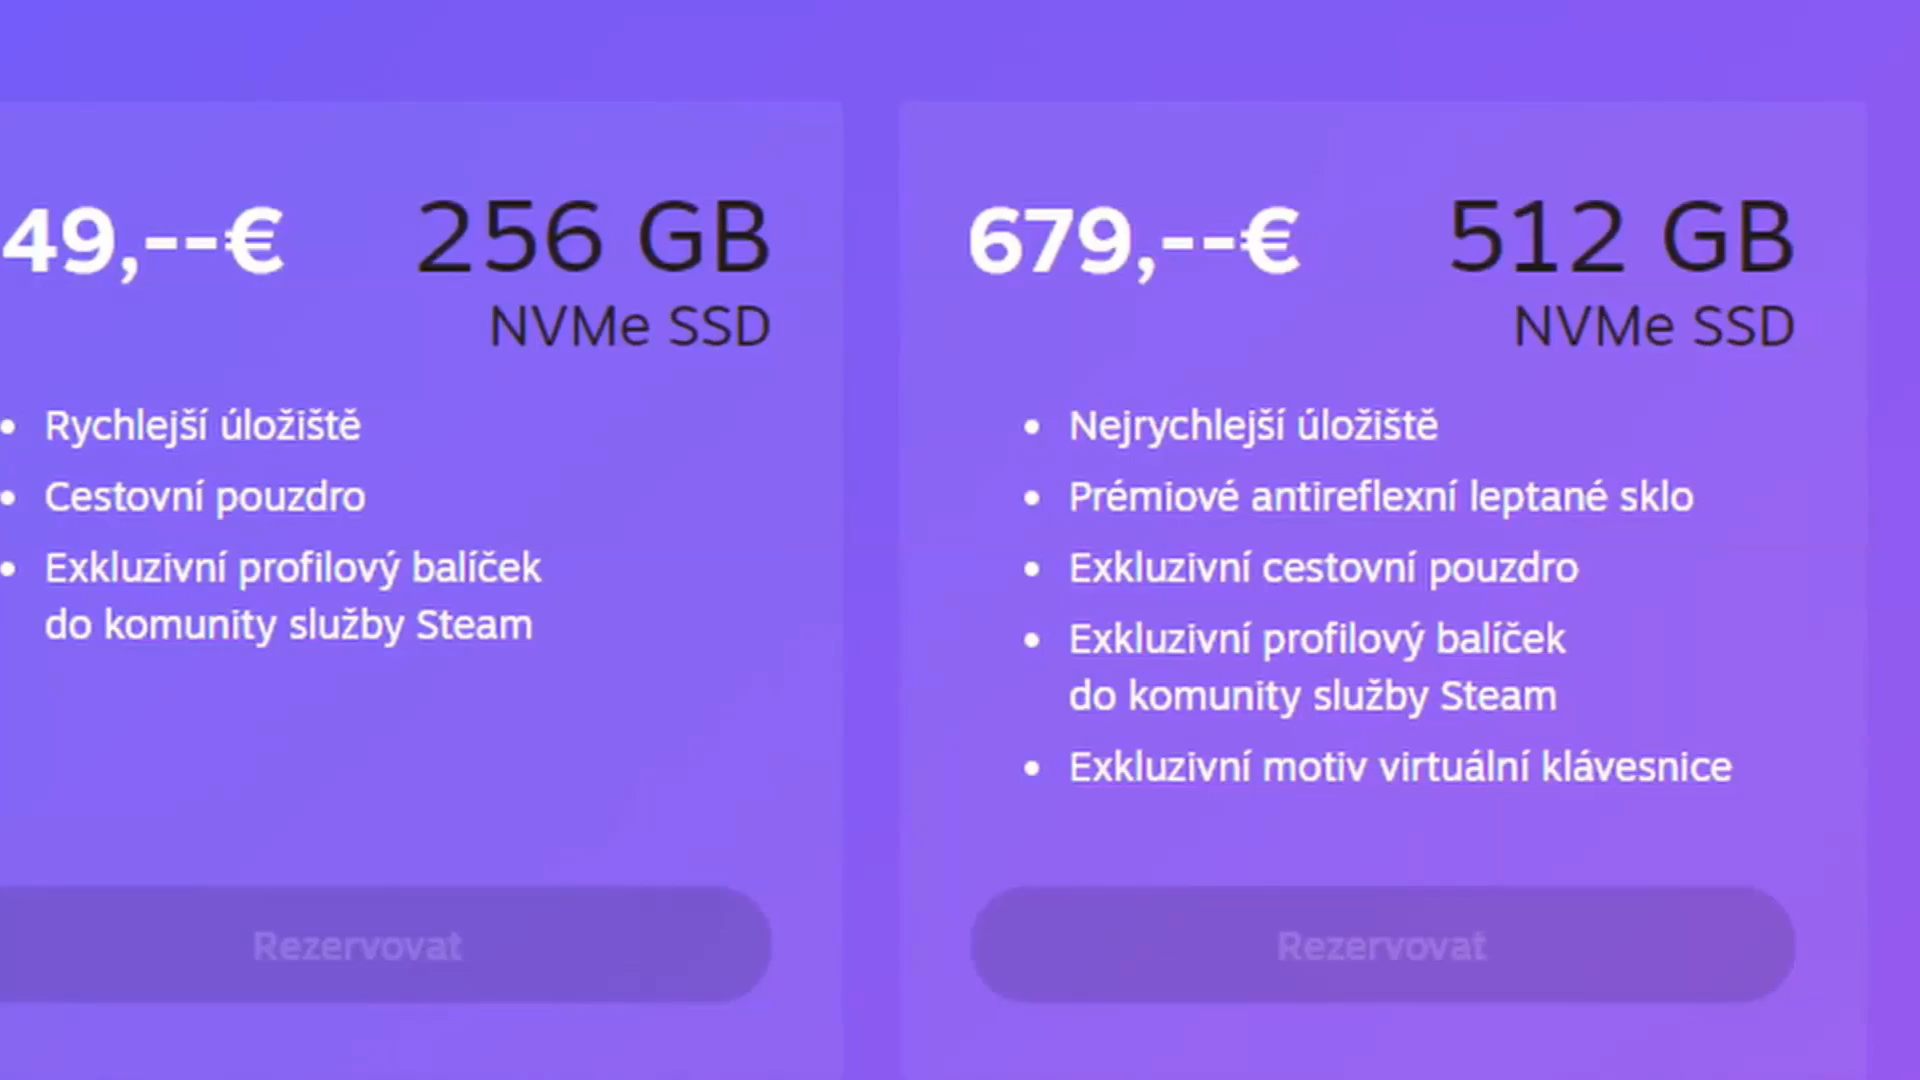 49,--€
256 GB
NVMe SSD
Rychlejší úložiště
Cestovní pouzdro
Exkluzivní profilový balíček
do komunity služby Steam
Rezervovat
679,--€
512 GB
NVMe SSD
Nejrychlejší úložiště
Prémiové antireflexní leptané sklo
Exkluzivní cestovní pouzdro
Exkluzivní profilový balíček
do komunity služby Steam
Exkluzivní motiv virtuální klávesnice
Rezervovat